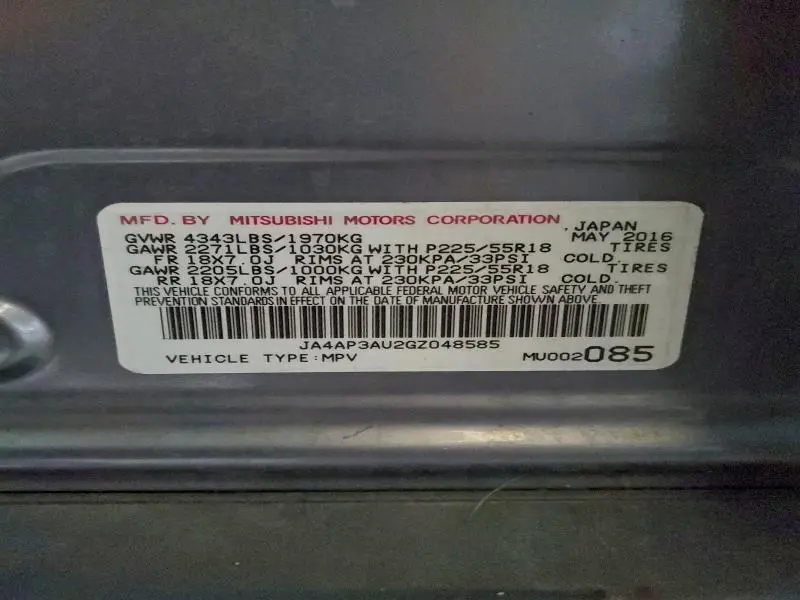 MFD. BY MITSUBISHI MOTORS CORPORATION , JAPAN
GVWR 4343LBS/1970KG MAY 2016
GAWR 2271LBS/1030KG WITH P225/55R18 TIRES
FR 18X7.0J RIMS AT 230KPA/33PSI COLD.
GAWR 2205LBS/1000KG WITH P225/55R18 TIRES
RR 18X7.0J RIMS AT 230KPA/33PSI COLD.
THIS VEHICLE CONFORMS TO ALL APPLICABLE FEDERAL MOTOR VEHICLE SAFETY AND THEFT
PREVENTION STANDARDS IN EFFECT ON THE DATE OF MANUFACTURE SHOWN ABOVE.
JA4AP3AU2GZ048585
VEHICLE TYPE:MPV MU002085